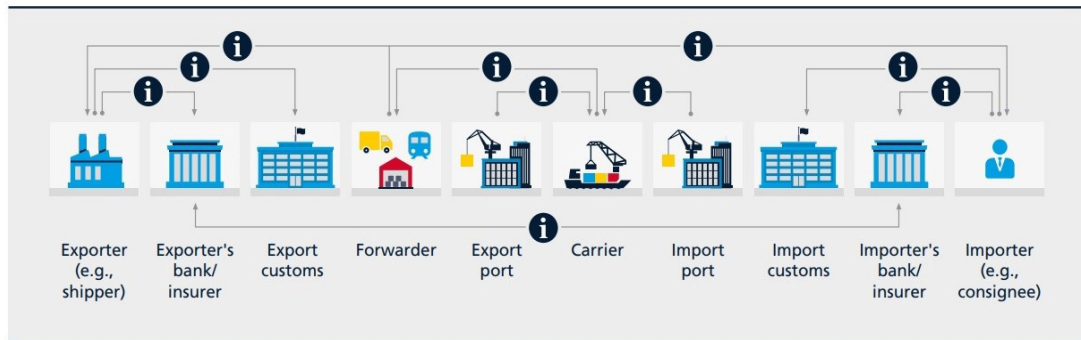 i
i
i
i
i
i
i
i
i
i
Exporter
(e.g.,
shipper)
Exporter's
bank/
insurer
Export
customs
Forwarder
Export
port
Carrier
Import
port
Import
customs
Importer's
bank/
insurer
Importer
(e.g.,
consignee)